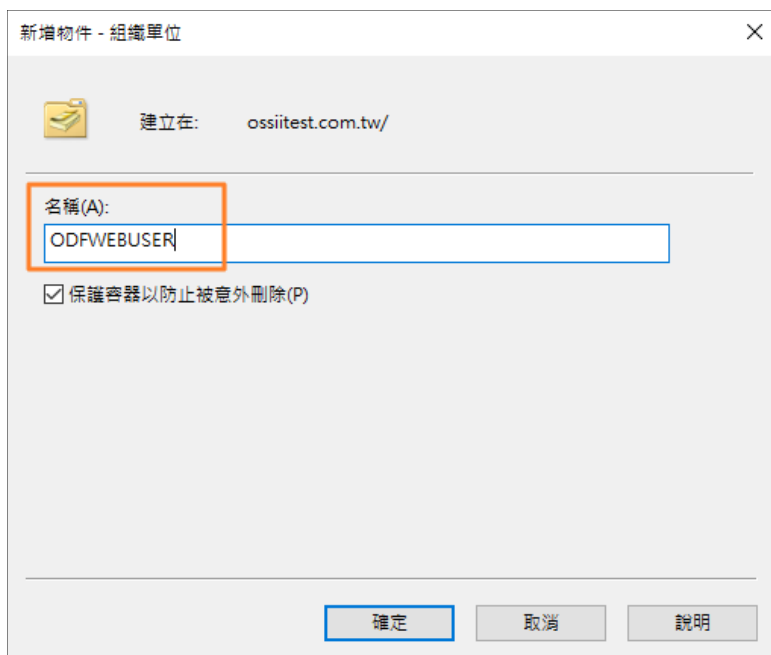 新增物件 - 組織單位
建立在: ossiitest.com.tw/
名稱(A):
ODFWEBUSER
保護容器以防止被意外刪除(P)
確定 取消 說明